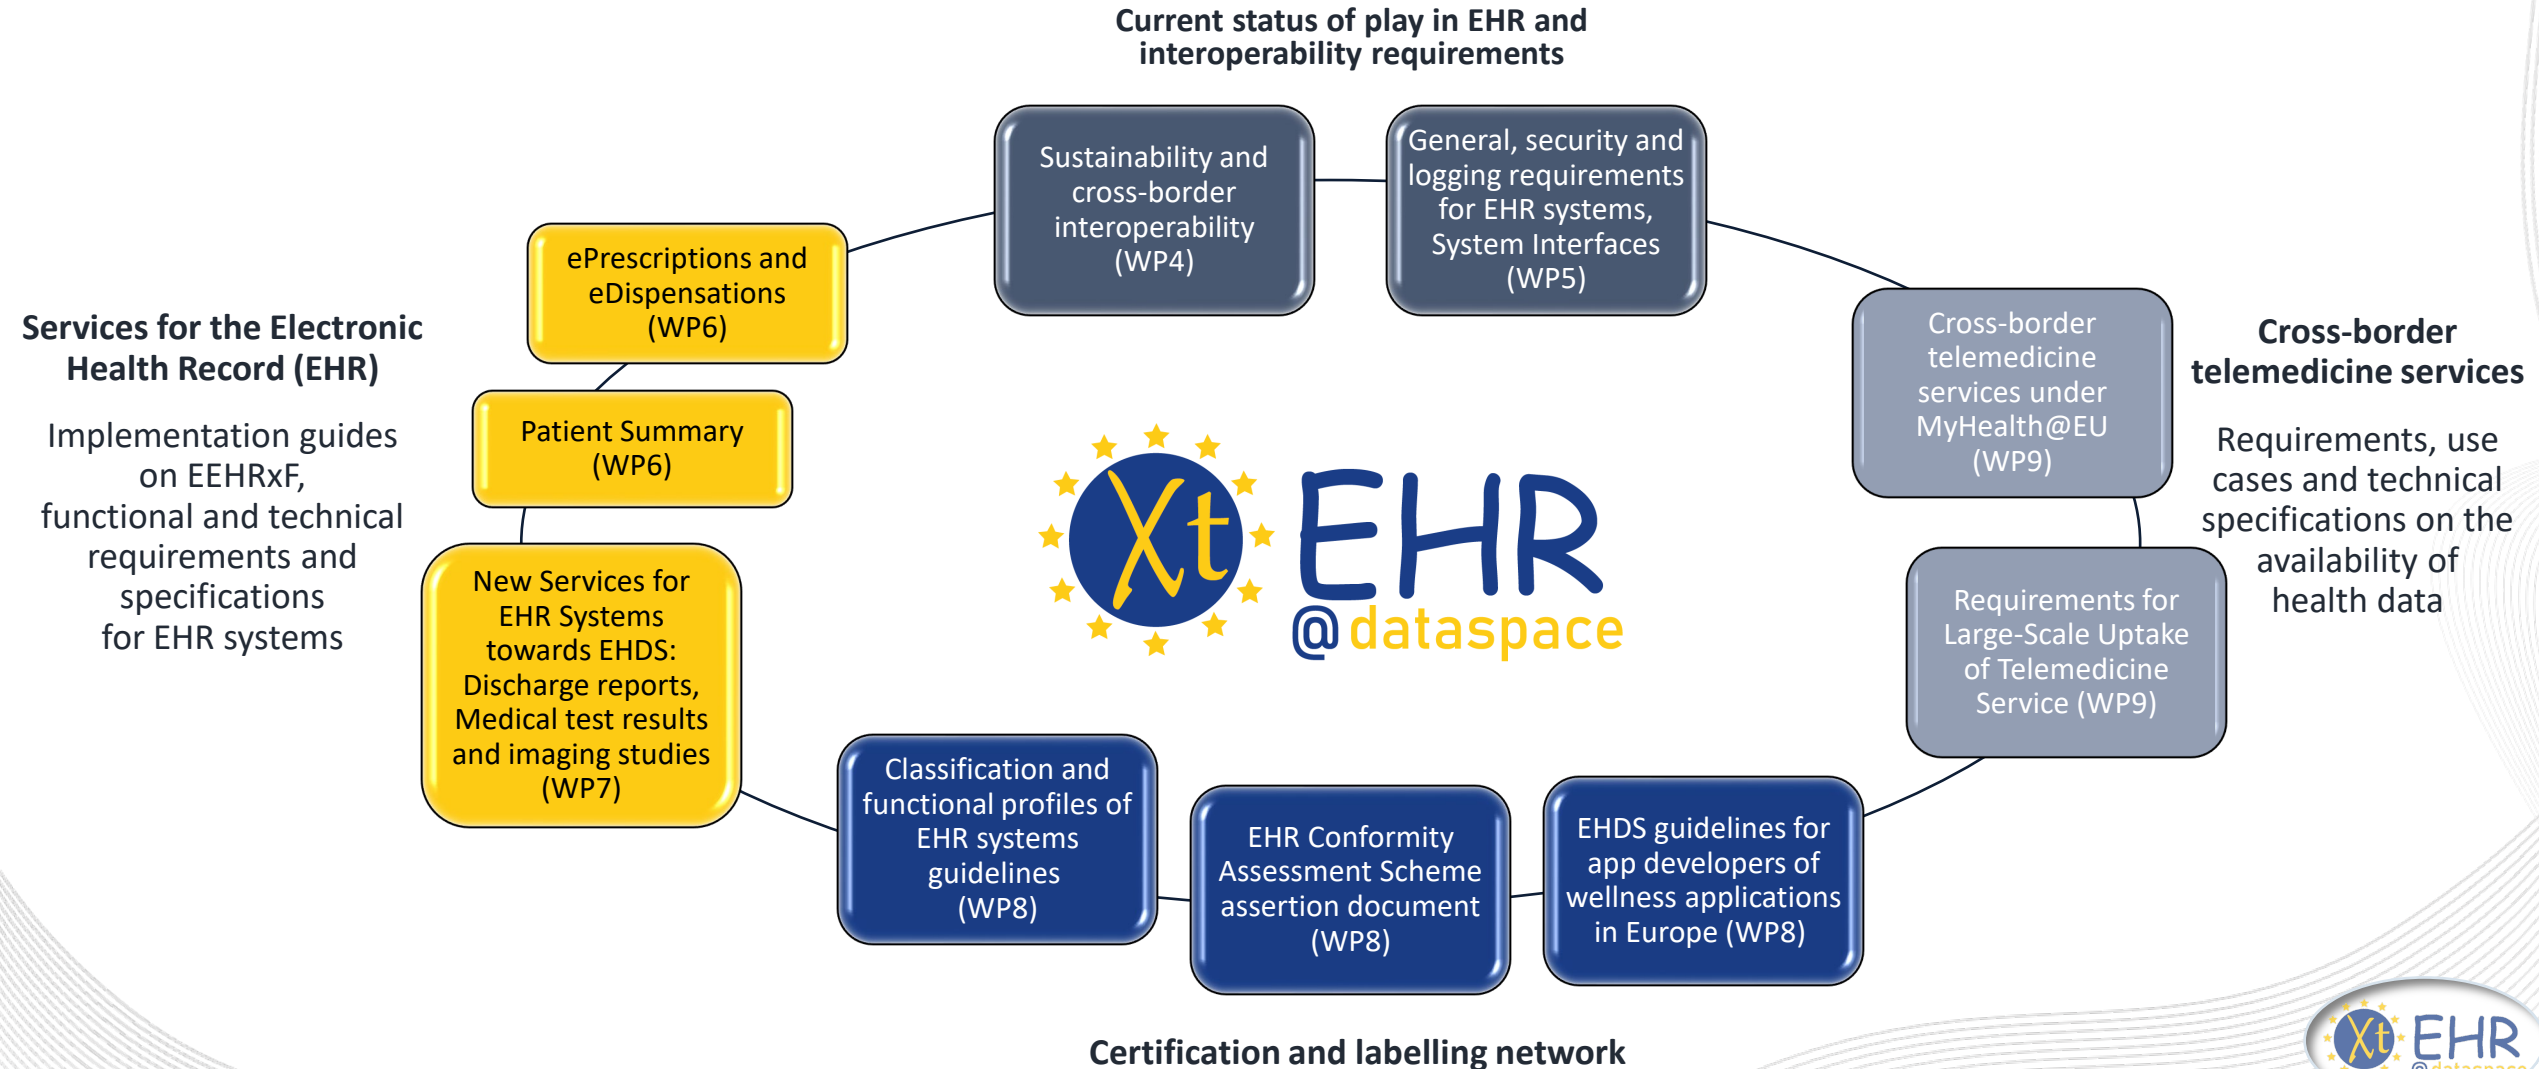 Current status of play in EHR and
interoperability requirements
Sustainability and
cross-border
interoperability
(WP4)
General, security and
logging requirements
for EHR systems,
System Interfaces
(WP5)
ePrescriptions and
eDispensations
(WP6)
Services for the Electronic
Health Record (EHR)
Implementation guides
on EEHRxF,
functional and technical
requirements and
specifications
for EHR systems
Patient Summary
(WP6)
New Services for
EHR Systems
towards EHDS:
Discharge reports,
Medical test results
and imaging studies
(WP7)
Xt EHR
@dataspace
Cross-border
telemedicine
services under
MyHealth@EU
(WP9)
Cross-border
telemedicine services
Requirements, use
cases and technical
specifications on the
availability of
health data
Requirements for
Large-Scale Uptake
of Telemedicine
Service (WP9)
Classification and
functional profiles of
EHR systems
guidelines
(WP8)
EHR Conformity
Assessment Scheme
assertion document
(WP8)
EHDS guidelines for
app developers of
wellness applications
in Europe (WP8)
Certification and labelling network
Xt EHR
@dataspace